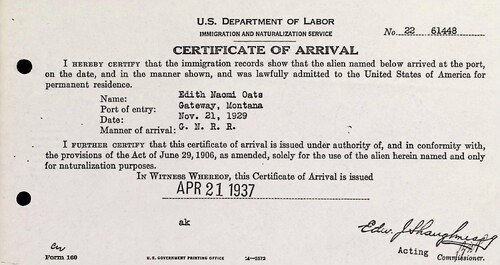 U.S. DEPARTMENT OF LABOR
IMMIGRATION AND NATURALIZATION SERVICE
No. 22 61448
CERTIFICATE OF ARRIVAL
I HEREBY CERTIFY that the immigration records show that the alien named below arrived at the port,
on the date, and in the manner shown, and was lawfully admitted to the United States of America for
permanent residence.
Name: Edith Naomi Oats
Port of entry: Gateway, Montana
Date: Nov. 21, 1929
Manner of arrival: G. N. R. R.
I FURTHER CERTIFY that this certificate of arrival is issued under authority of, and in conformity with,
the provisions of the Act of June 29, 1906, as amended, solely for the use of the alien herein named and only
for naturalization purposes.
IN WITNESS WHEREOF, this Certificate of Arrival is issued
APR 21 1937
ak
Edw. J. Shaughnessy
Acting Commissioner.
Form 160
U. S. GOVERNMENT PRINTING OFFICE
14—2572